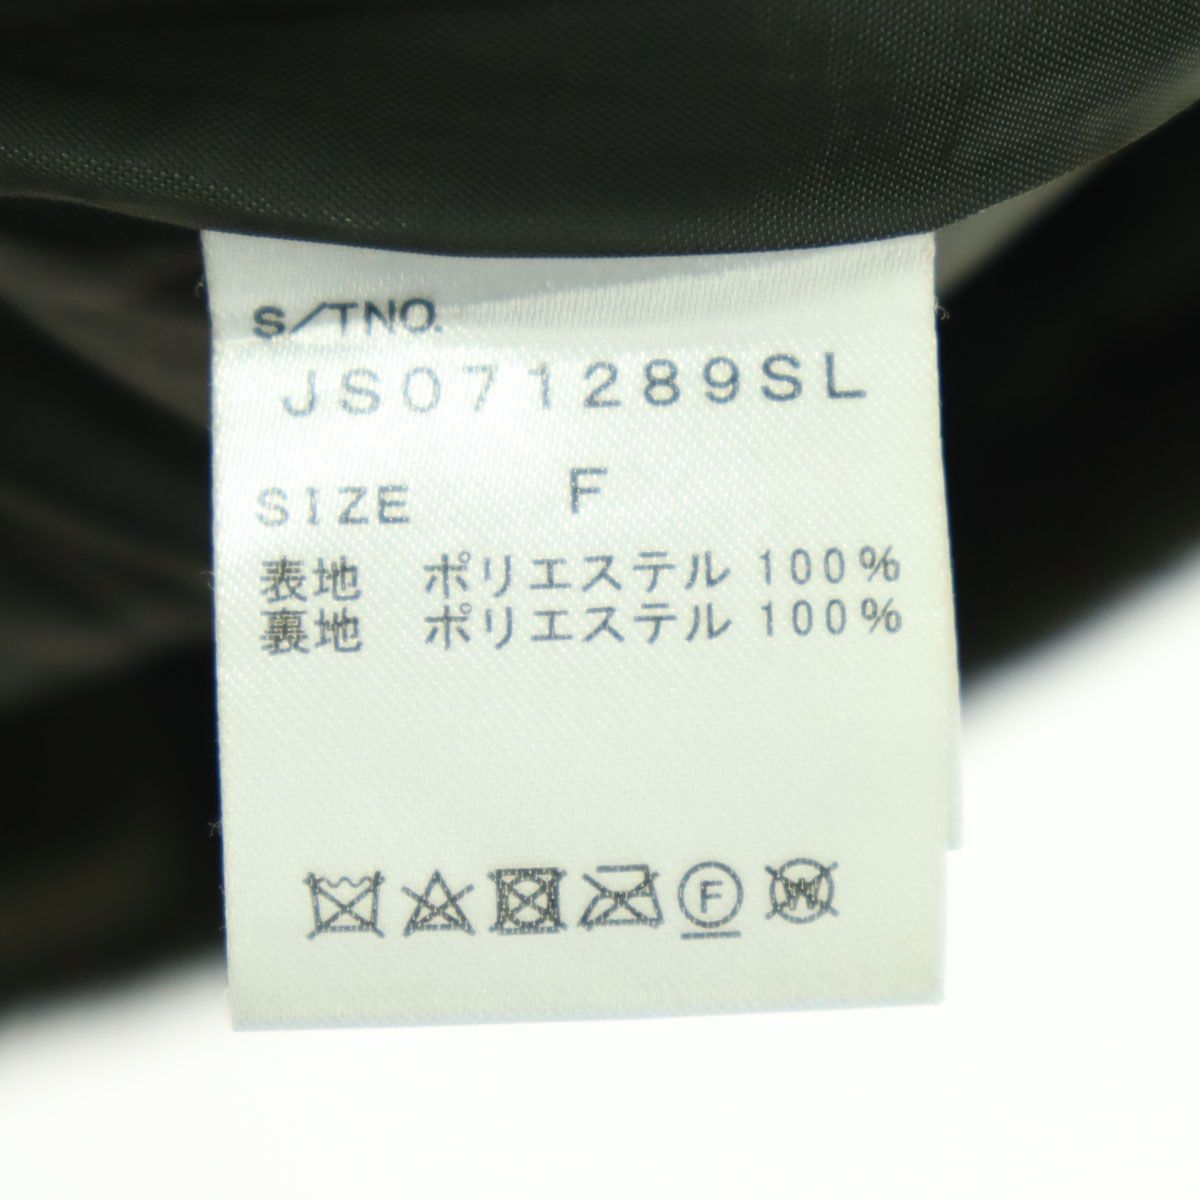 S/TNO.
JS071289SL
SIZE F
表地 ポリエステル 100%
裏地 ポリエステル 100%
F W